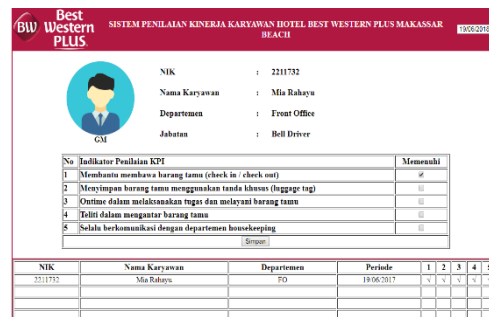 BW Best
Western
PLUS.
SISTEM PENILAIAN KINERJA KARYAWAN HOTEL BEST WESTERN PLUS MAKASSAR
BEACH
19/06/2018
NIK : 2211732
Nama Karyawan : Mia Rahayu
Departemen : Front Office
Jabatan : Bell Driver
GM
No Indikator Penilaian KPI Memenuhi
1 Membantu membawa barang tamu (check in / check out)
2 Menyimpan barang tamu menggunakan tanda khusus (luggage tag)
3 Ontime dalam melaksanakan tugas dan melayani barang tamu
4 Teliti dalam mengantar barang tamu
5 Selalu berkomunikasi dengan departemen housekeeping
Simpan
NIK Nama Karyawan Departemen Periode 1 2 3 4 5
2211732 Mia Rahayu FO 19/06/2017 √ √ √ √